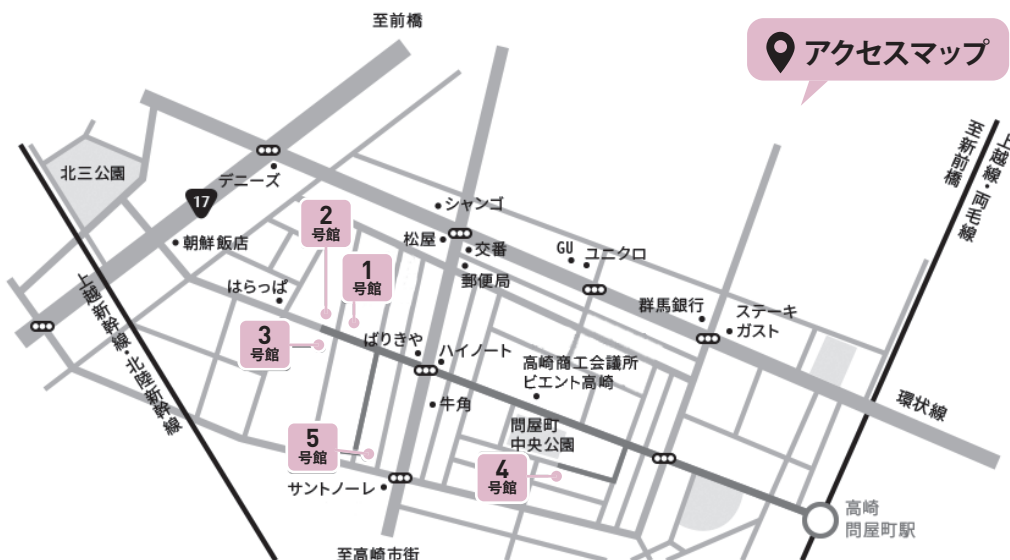 至前橋
アクセスマップ
北三公園
デニーズ
17
朝鮮飯店
シャンゴ
松屋
交番
郵便局
GU
ユニクロ
至新前橋
上越線・両毛線
2
号館
1
号館
はらっぱ
3
号館
ばりきや
ハイノート
群馬銀行
ステーキ
ガスト
高崎商工会議所
ビエント高崎
環状線
上越新幹線・北陸新幹線
牛角
問屋町
中央公園
5
号館
4
号館
サントノーレ
高崎
問屋町駅
至高崎市街